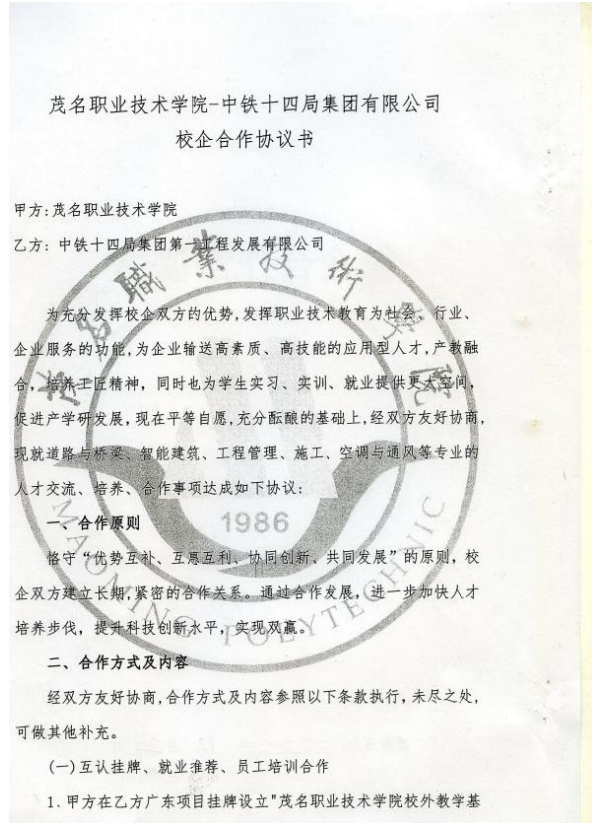 茂名职业技术学院-中铁十四局集团有限公司
校企合作协议书
甲方:茂名职业技术学院
乙方: 中铁十四局集团第一工程发展有限公司
为充分发挥校企双方的优势,发挥职业技术教育为社会、行业、
企业服务的功能,为企业输送高素质、高技能的应用型人才,产教融
合, 培养工匠精神, 同时也为学生实习、实训、就业提供更大空间,
促进产学研发展,现在平等自愿,充分酝酿的基础上,经双方友好协商,
现就道路与桥梁、智能建筑、工程管理、施工、空调与通风等专业的
人才交流、培养、合作事项达成如下协议:
一、合作原则
恪守“优势互补、互惠互利、协同创新、共同发展”的原则, 校
企双方建立长期,紧密的合作关系。通过合作发展, 进一步加快人才
培养步伐, 提升科技创新水平, 实现双赢。
二、合作方式及内容
经双方友好协商,合作方式及内容参照以下条款执行,未尽之处,
可做其他补充。
(一)互认挂牌、就业推荐、员工培训合作
1、甲方在乙方广东项目挂牌设立"茂名职业技术学院校外教学基
茂名職業技術學院
1986
MAOMING POLYTECHNIC